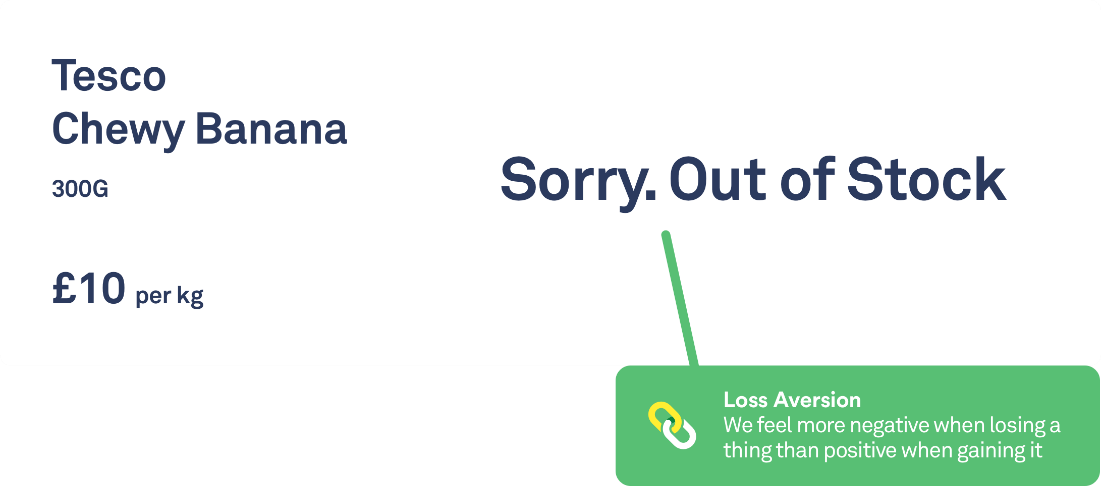 Tesco
Chewy Banana
300G
£10 per kg
Sorry. Out of Stock
Loss Aversion
We feel more negative when losing a
thing than positive when gaining it